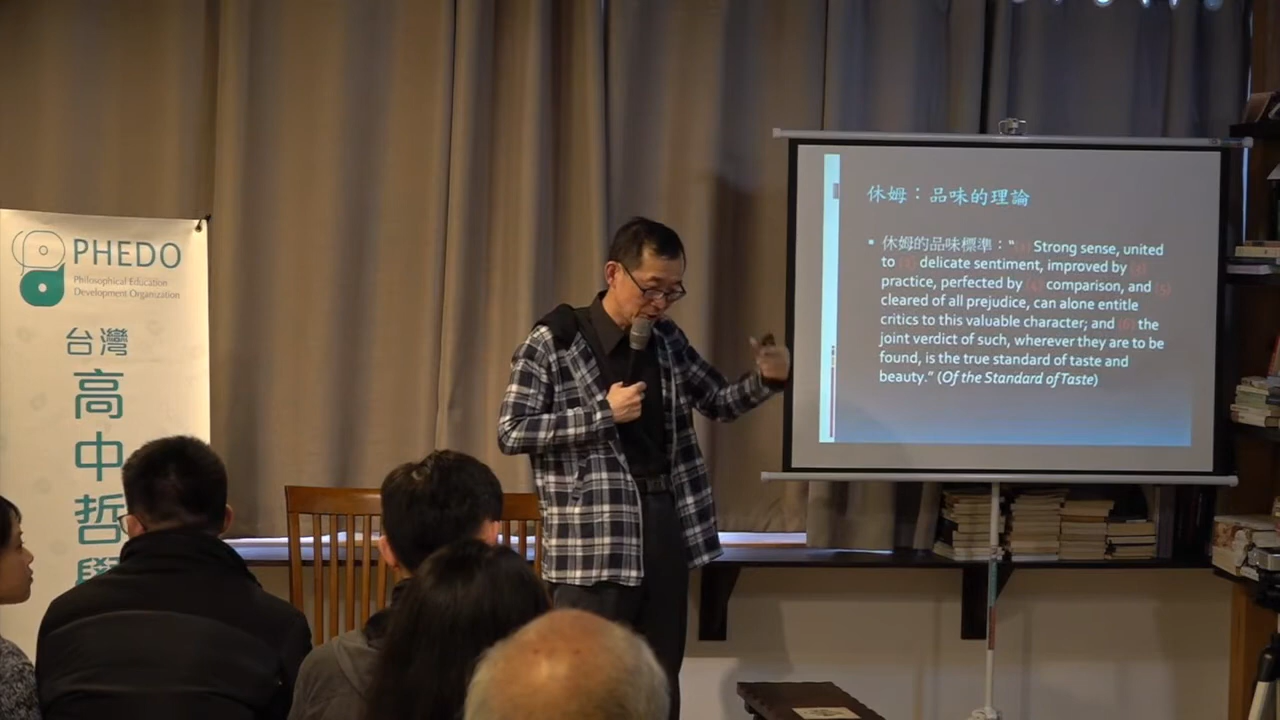 PHEDO
Philosophical Education
Development Organization
台灣
高
中
哲
學
休姆：品味的理論
▪ 休姆的品味標準：“(1) Strong sense, united
to (2) delicate sentiment, improved by (3)
practice, perfected by (4) comparison, and (5)
cleared of all prejudice, can alone entitle
critics to this valuable character; and (6) the
joint verdict of such, wherever they are to be
found, is the true standard of taste and
beauty.” (Of the Standard of Taste)